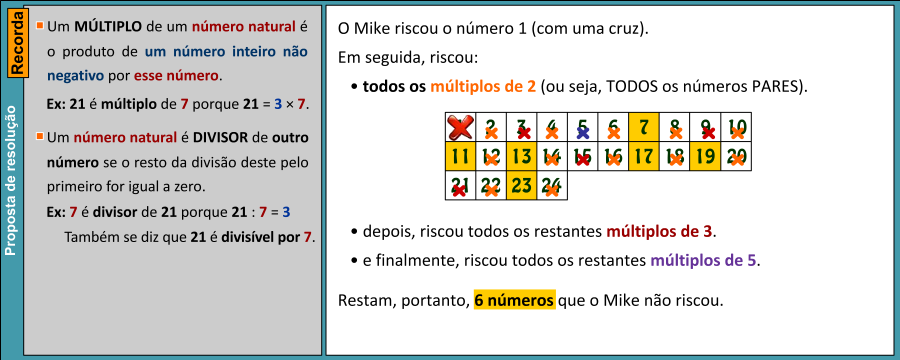 Recorda
Proposta de resolução
Um MÚLTIPLO de um número natural é
o produto de um número inteiro não
negativo por esse número.
Ex: 21 é múltiplo de 7 porque 21 = 3 × 7.
Um número natural é DIVISOR de outro
número se o resto da divisão deste pelo
primeiro for igual a zero.
Ex: 7 é divisor de 21 porque 21 : 7 = 3
Também se diz que 21 é divisível por 7.
O Mike riscou o número 1 (com uma cruz).
Em seguida, riscou:
• todos os múltiplos de 2 (ou seja, TODOS os números PARES).
1 2 3 4 5 6 7 8 9 10
11 12 13 14 15 16 17 18 19 20
21 22 23 24
• depois, riscou todos os restantes múltiplos de 3.
• e finalmente, riscou todos os restantes múltiplos de 5.
Restam, portanto, 6 números que o Mike não riscou.